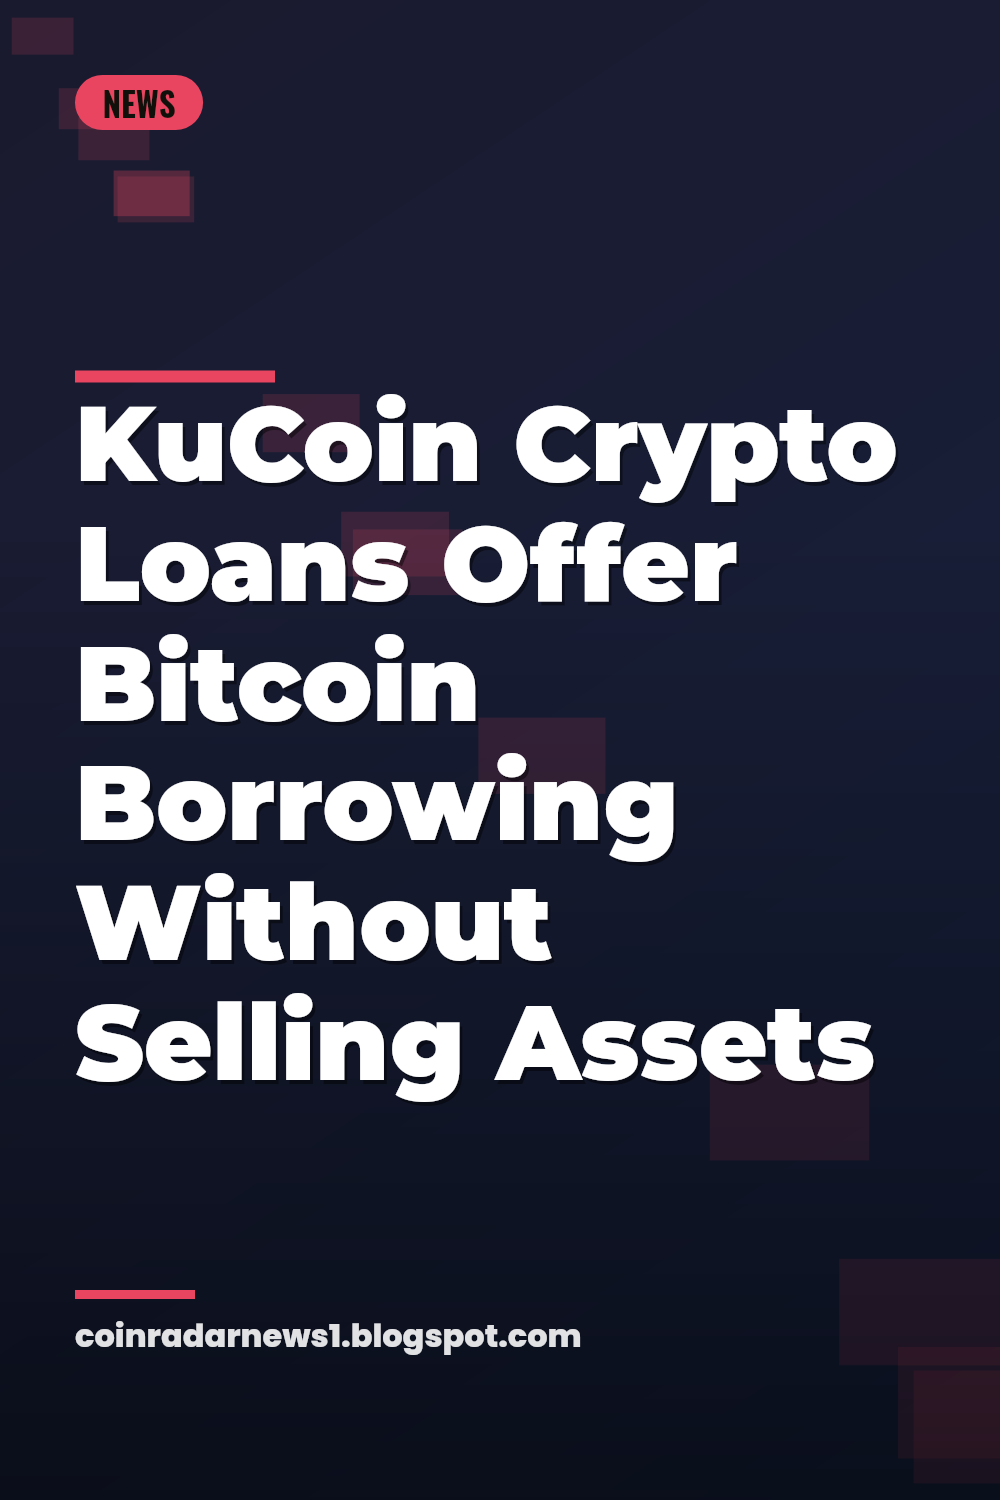 NEWS
KuCoin Crypto
Loans Offer
Bitcoin
Borrowing
Without
Selling Assets
coinradarnews1.blogspot.com